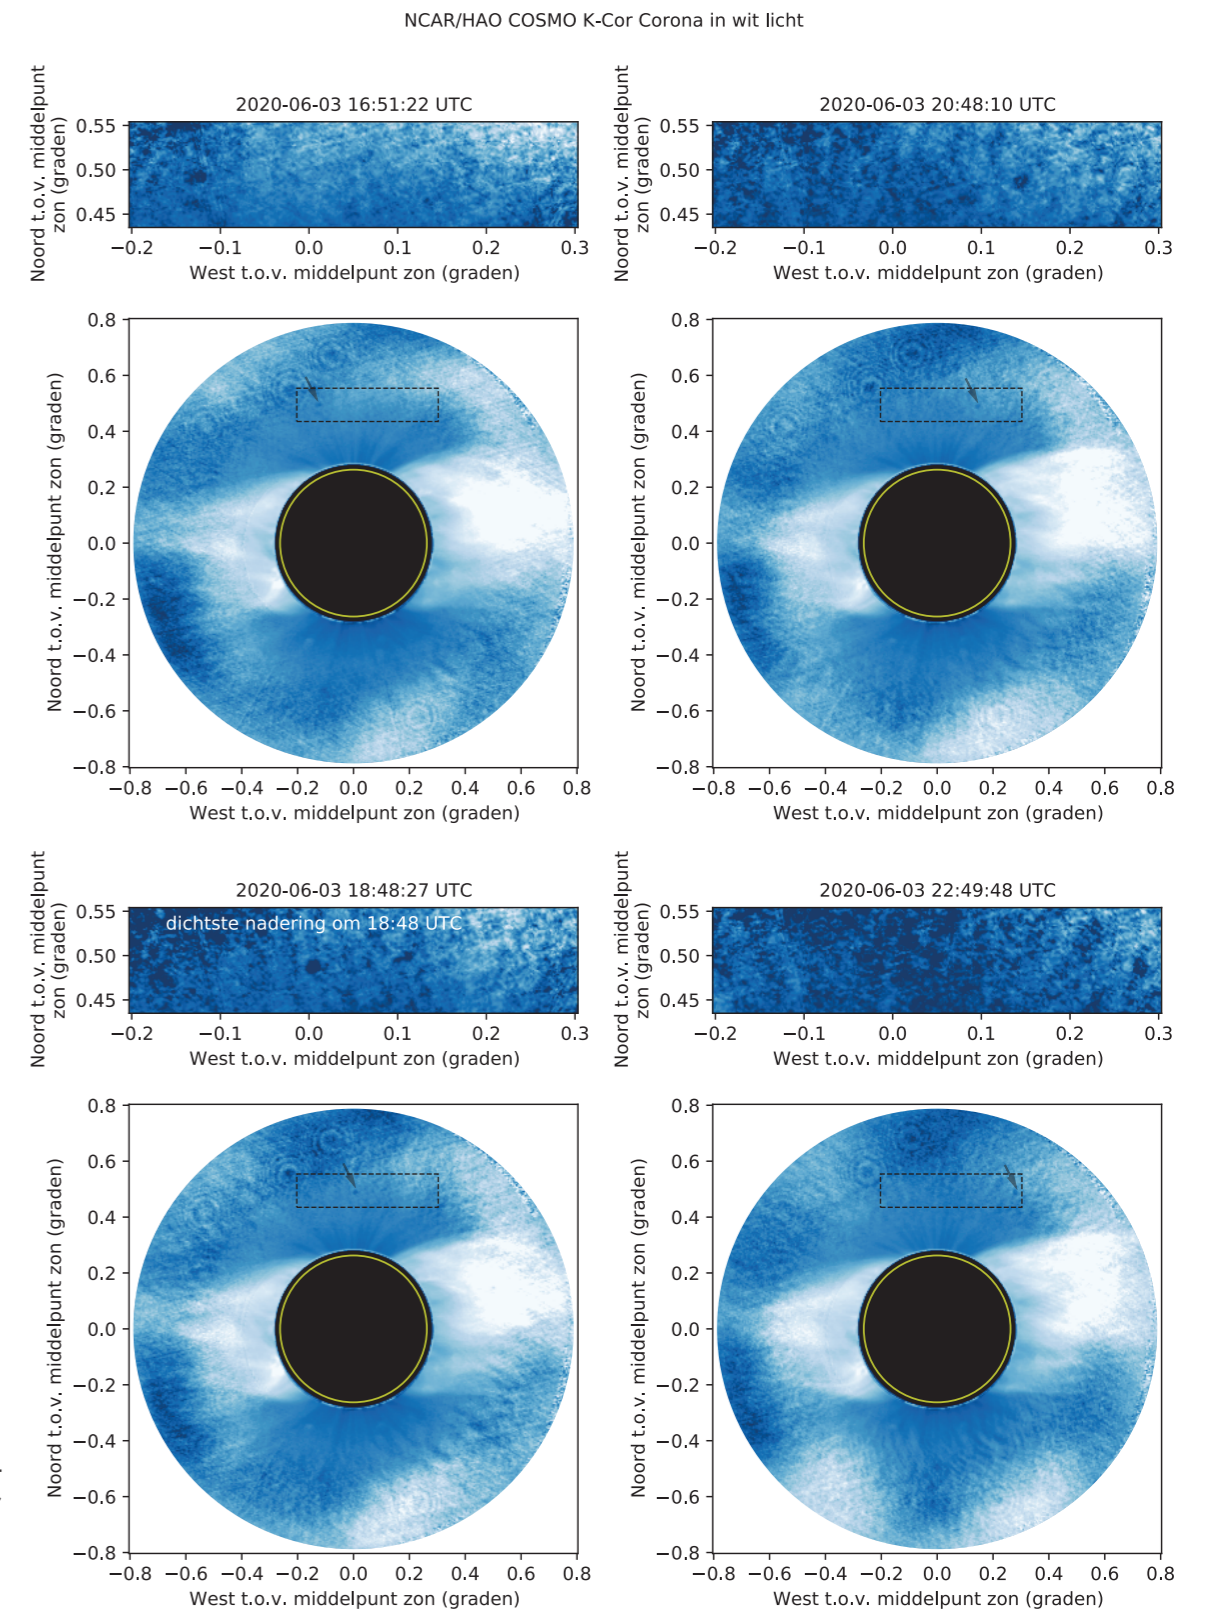 NCAR/HAO COSMO K-Cor Corona in wit licht
2020-06-03 16:51:22 UTC
Noord t.o.v. middelpunt
zon (graden)
0.55
0.50
0.45
−0.2 −0.1 0.0 0.1 0.2 0.3
West t.o.v. middelpunt zon (graden)
Noord t.o.v. middelpunt zon (graden)
0.8
0.6
0.4
0.2
0.0
−0.2
−0.4
−0.6
−0.8
−0.8 −0.6 −0.4 −0.2 0.0 0.2 0.4 0.6 0.8
West t.o.v. middelpunt zon (graden)
2020-06-03 20:48:10 UTC
Noord t.o.v. middelpunt
zon (graden)
0.55
0.50
0.45
−0.2 −0.1 0.0 0.1 0.2 0.3
West t.o.v. middelpunt zon (graden)
Noord t.o.v. middelpunt zon (graden)
0.8
0.6
0.4
0.2
0.0
−0.2
−0.4
−0.6
−0.8
−0.8 −0.6 −0.4 −0.2 0.0 0.2 0.4 0.6 0.8
West t.o.v. middelpunt zon (graden)
2020-06-03 18:48:27 UTC
dichtste nadering om 18:48 UTC
Noord t.o.v. middelpunt
zon (graden)
0.55
0.50
0.45
−0.2 −0.1 0.0 0.1 0.2 0.3
West t.o.v. middelpunt zon (graden)
Noord t.o.v. middelpunt zon (graden)
0.8
0.6
0.4
0.2
0.0
−0.2
−0.4
−0.6
−0.8
−0.8 −0.6 −0.4 −0.2 0.0 0.2 0.4 0.6 0.8
West t.o.v. middelpunt zon (graden)
2020-06-03 22:49:48 UTC
Noord t.o.v. middelpunt
zon (graden)
0.55
0.50
0.45
−0.2 −0.1 0.0 0.1 0.2 0.3
West t.o.v. middelpunt zon (graden)
Noord t.o.v. middelpunt zon (graden)
0.8
0.6
0.4
0.2
0.0
−0.2
−0.4
−0.6
−0.8
−0.8 −0.6 −0.4 −0.2 0.0 0.2 0.4 0.6 0.8
West t.o.v. middelpunt zon (graden)